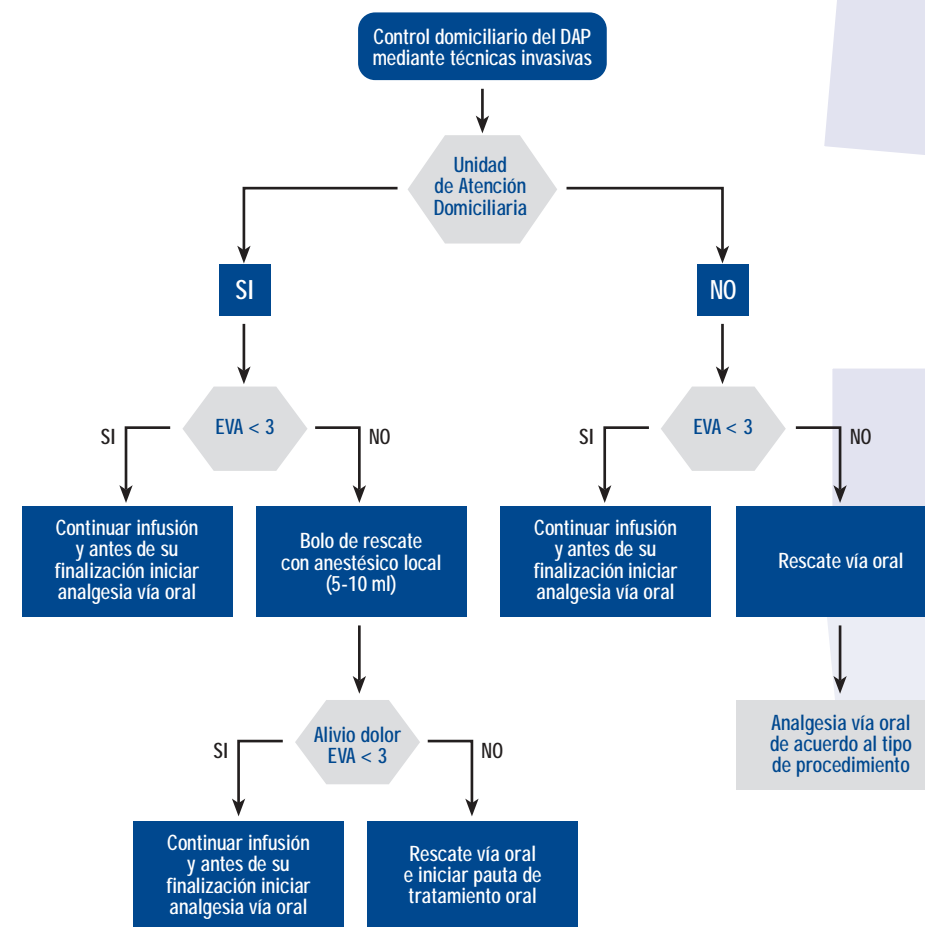 Control domiciliario del DAP
mediante técnicas invasivas
Unidad
de Atención
Domiciliaria
SI
NO
EVA < 3
SI
NO
EVA < 3
SI
NO
Continuar infusión
y antes de su
finalización iniciar
analgesia vía oral
Bolo de rescate
con anestésico local
(5-10 ml)
Continuar infusión
y antes de su
finalización iniciar
analgesia vía oral
Rescate vía oral
Alivio dolor
EVA < 3
SI
NO
Analgesia vía oral
de acuerdo al tipo
de procedimiento
Continuar infusión
y antes de su
finalización iniciar
analgesia vía oral
Rescate vía oral
e iniciar pauta de
tratamiento oral